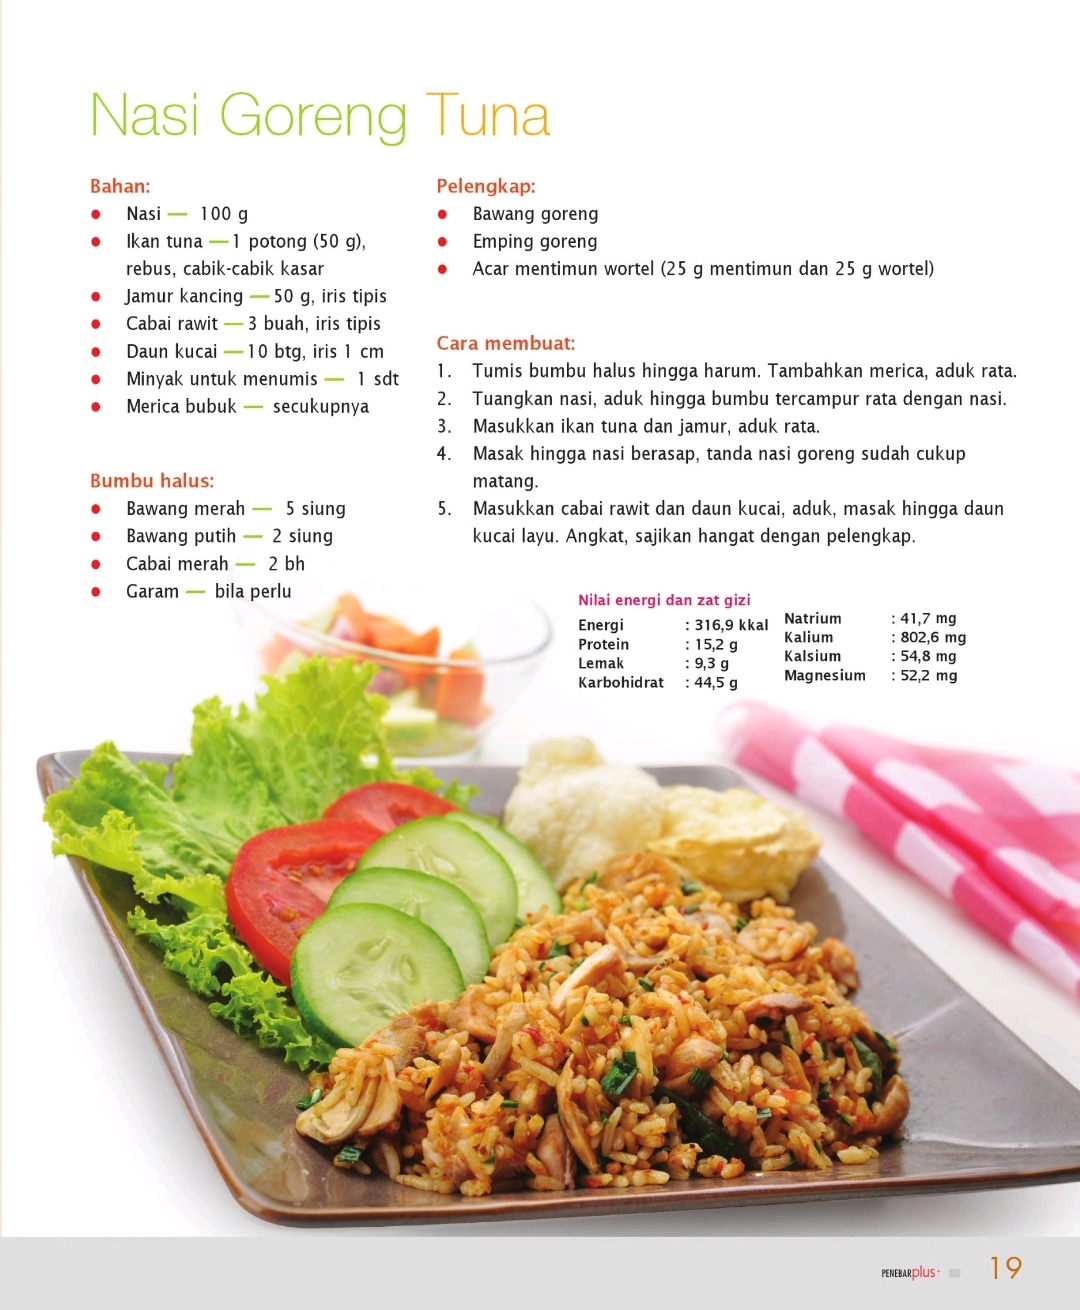 Nasi Goreng Tuna
Bahan:
• Nasi — 100 g
• Ikan tuna — 1 potong (50 g),
rebus, cabik-cabik kasar
• Jamur kancing — 50 g, iris tipis
• Cabai rawit — 3 buah, iris tipis
• Daun kucai — 10 btg, iris 1 cm
• Minyak untuk menumis — 1 sdt
• Merica bubuk — secukupnya
Bumbu halus:
• Bawang merah — 5 siung
• Bawang putih — 2 siung
• Cabai merah — 2 bh
• Garam — bila perlu
Pelengkap:
• Bawang goreng
• Emping goreng
• Acar mentimun wortel (25 g mentimun dan 25 g wortel)
Cara membuat:
1. Tumis bumbu halus hingga harum. Tambahkan merica, aduk rata.
2. Tuangkan nasi, aduk hingga bumbu tercampur rata dengan nasi.
3. Masukkan ikan tuna dan jamur, aduk rata.
4. Masak hingga nasi berasap, tanda nasi goreng sudah cukup
matang.
5. Masukkan cabai rawit dan daun kucai, aduk, masak hingga daun
kucai layu. Angkat, sajikan hangat dengan pelengkap.
Nilai energi dan zat gizi
Energi : 316,9 kkal
Protein : 15,2 g
Lemak : 9,3 g
Karbohidrat : 44,5 g
Natrium : 41,7 mg
Kalium : 802,6 mg
Kalsium : 54,8 mg
Magnesium : 52,2 mg
PENEBARplus+ 19